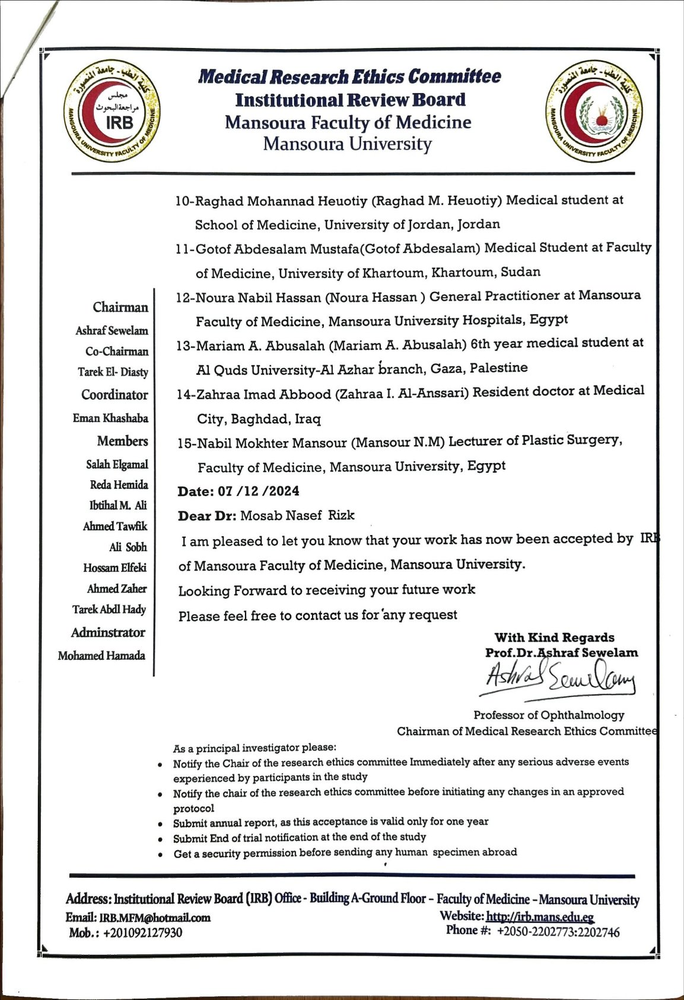 كلية الطب - جامعة المنصورة
مجلس
مراجعة البحوث
IRB
MANSOURA UNIVERSITY FACULTY OF MEDICINE
Medical Research Ethics Committee
Institutional Review Board
Mansoura Faculty of Medicine
Mansoura University
كلية الطب - جامعة المنصورة
MANSOURA UNIVERSITY FACULTY OF MEDICINE
Chairman
Ashraf Sewelam
Co-Chairman
Tarek El- Diasty
Coordinator
Eman Khashaba
Members
Salah Elgamal
Reda Hemida
Ibtihal M. Ali
Ahmed Tawfik
Ali Sobh
Hossam Elfeki
Ahmed Zaher
Tarek Abdl Hady
Adminstrator
Mohamed Hamada
10-Raghad Mohannad Heuotiy (Raghad M. Heuotiy) Medical student at
School of Medicine, University of Jordan, Jordan
11-Gotof Abdesalam Mustafa(Gotof Abdesalam) Medical Student at Faculty
of Medicine, University of Khartoum, Khartoum, Sudan
12-Noura Nabil Hassan (Noura Hassan ) General Practitioner at Mansoura
Faculty of Medicine, Mansoura University Hospitals, Egypt
13-Mariam A. Abusalah (Mariam A. Abusalah) 6th year medical student at
Al Quds University-Al Azhar branch, Gaza, Palestine
14-Zahraa Imad Abbood (Zahraa I. Al-Anssari) Resident doctor at Medical
City, Baghdad, Iraq
15-Nabil Mokhter Mansour (Mansour N.M) Lecturer of Plastic Surgery,
Faculty of Medicine, Mansoura University, Egypt
Date: 07 /12 /2024
Dear Dr: Mosab Nasef Rizk
I am pleased to let you know that your work has now been accepted by IRB
of Mansoura Faculty of Medicine, Mansoura University.
Looking Forward to receiving your future work
Please feel free to contact us for any request
With Kind Regards
Prof.Dr.Ashraf Sewelam
Ashraf Sewelam
Professor of Ophthalmology
Chairman of Medical Research Ethics Committee
As a principal investigator please:
• Notify the Chair of the research ethics committee Immediately after any serious adverse events
experienced by participants in the study
• Notify the chair of the research ethics committee before initiating any changes in an approved
protocol
• Submit annual report, as this acceptance is valid only for one year
• Submit End of trial notification at the end of the study
• Get a security permission before sending any human specimen abroad
Address: Institutional Review Board (IRB) Office - Building A-Ground Floor – Faculty of Medicine – Mansoura University
Email: IRB.MFM@hotmail.com
Website: http://irb.mans.edu.eg
Mob. : +201092127930
Phone #: +2050-2202773:2202746